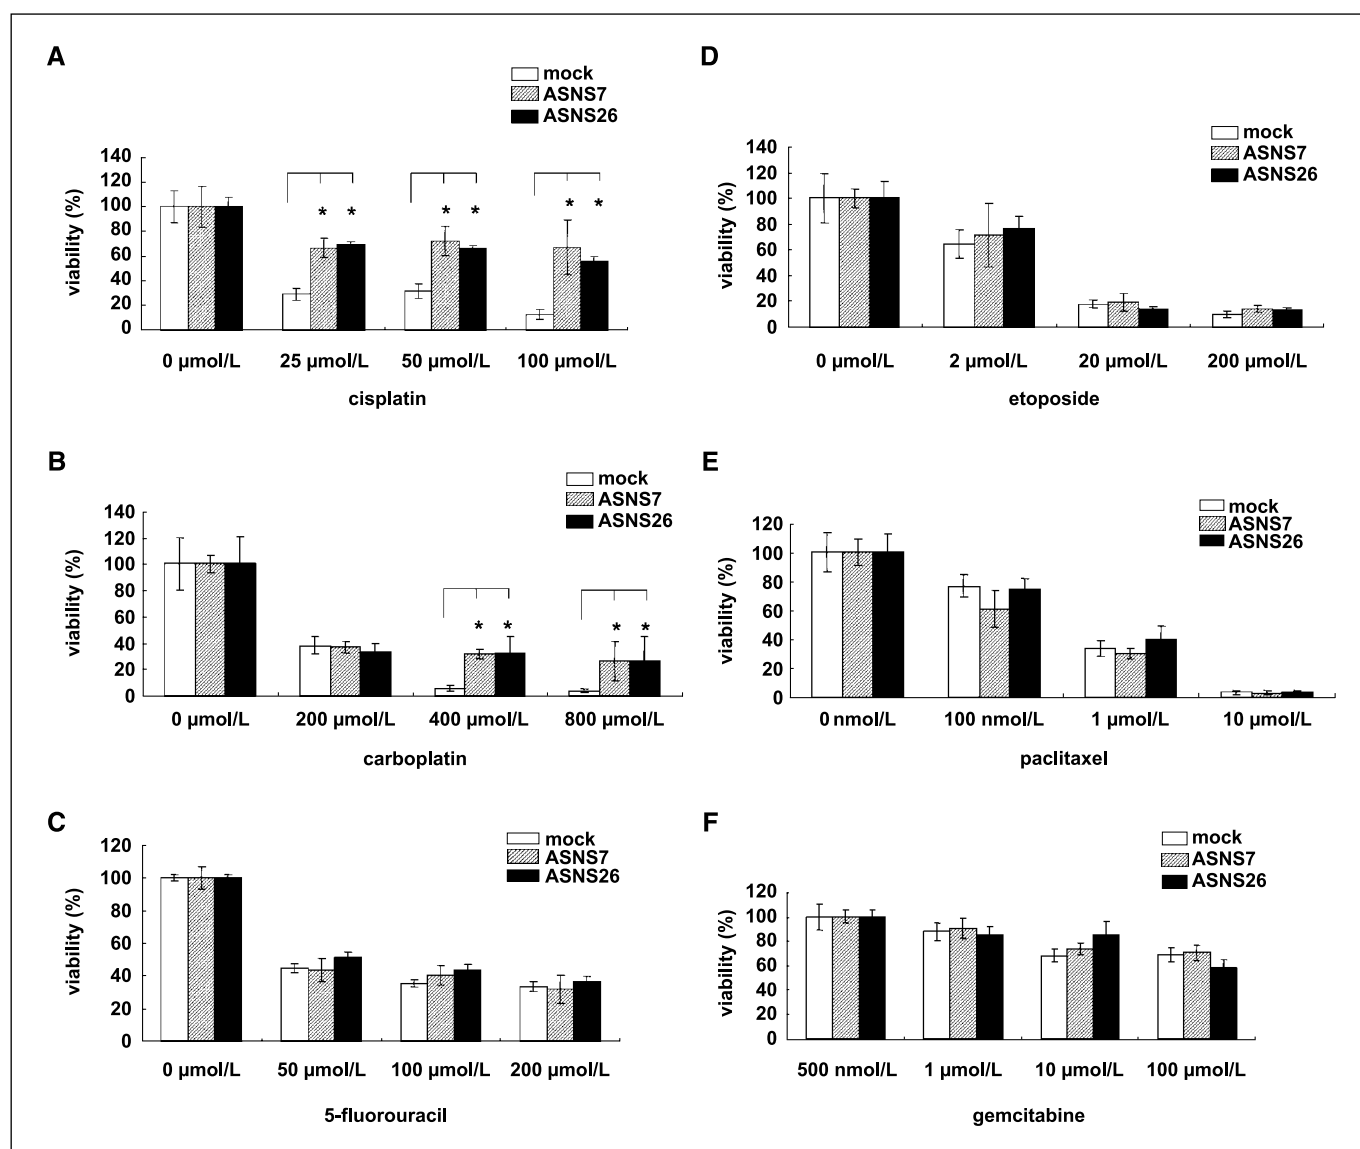 A
mock
ASNS7
ASNS26
140
120
100
80
60
40
20
0
viability (%)
* * * * * *
0 µmol/L 25 µmol/L 50 µmol/L 100 µmol/L
cisplatin
B
mock
ASNS7
ASNS26
140
120
100
80
60
40
20
0
viability (%)
* * * *
0 µmol/L 200 µmol/L 400 µmol/L 800 µmol/L
carboplatin
C
mock
ASNS7
ASNS26
120
100
80
60
40
20
0
viability (%)
0 µmol/L 50 µmol/L 100 µmol/L 200 µmol/L
5-fluorouracil
D
mock
ASNS7
ASNS26
140
120
100
80
60
40
20
0
viability (%)
0 µmol/L 2 µmol/L 20 µmol/L 200 µmol/L
etoposide
E
mock
ASNS7
ASNS26
120
100
80
60
40
20
0
viability (%)
0 nmol/L 100 nmol/L 1 µmol/L 10 µmol/L
paclitaxel
F
mock
ASNS7
ASNS26
120
100
80
60
40
20
0
viability (%)
500 nmol/L 1 µmol/L 10 µmol/L 100 µmol/L
gemcitabine